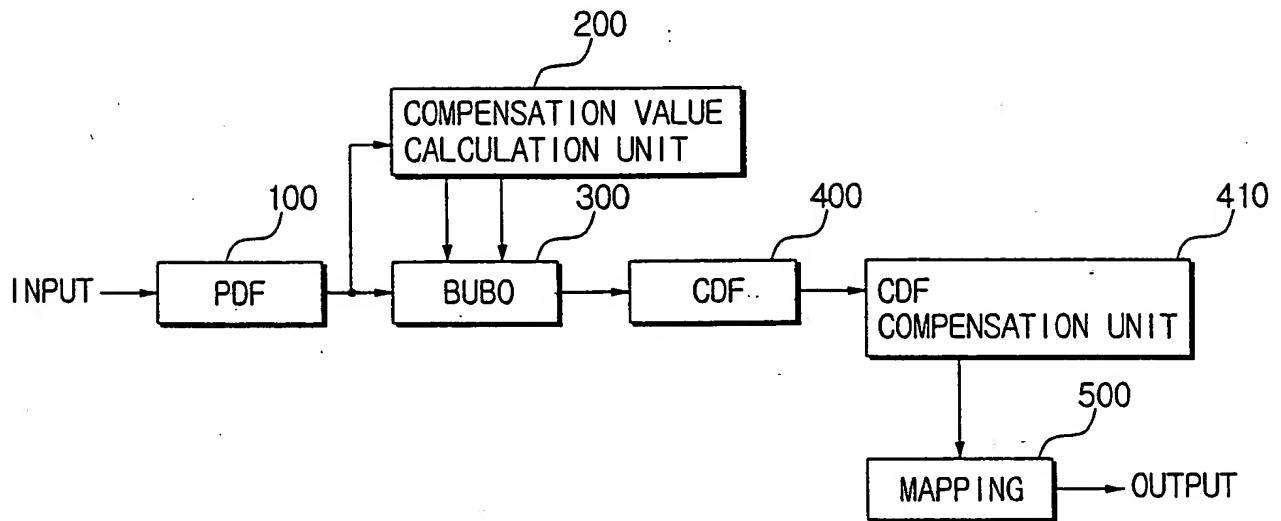 200
COMPENSATION VALUE
CALCULATION UNIT
100
300
400
410
INPUT
PDF
BUBO
CDF
CDF
COMPENSATION UNIT
500
MAPPING
OUTPUT